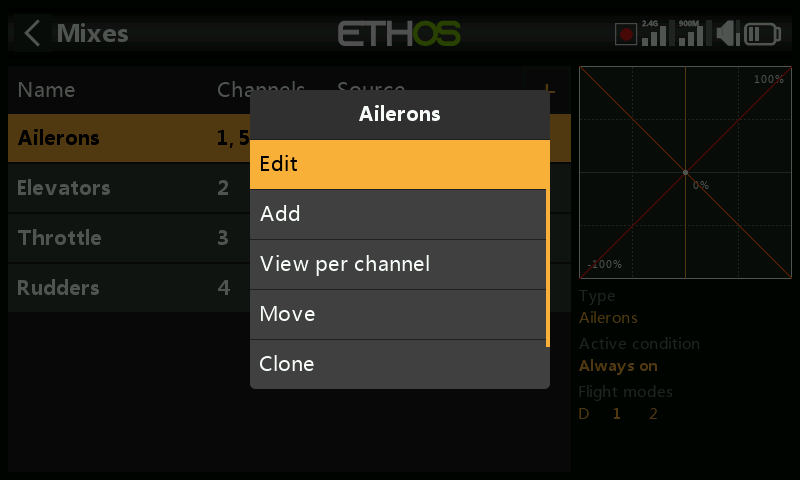 Mixes
ETHOS
2.4G
900M
Name Channels Source +
Ailerons
Ailerons 1, 5
Edit
Elevators 2
Add
Throttle 3
View per channel
Rudders 4
Move
Clone
100%
0%
-100%
Type
Ailerons
Active condition
Always on
Flight modes
D 1 2